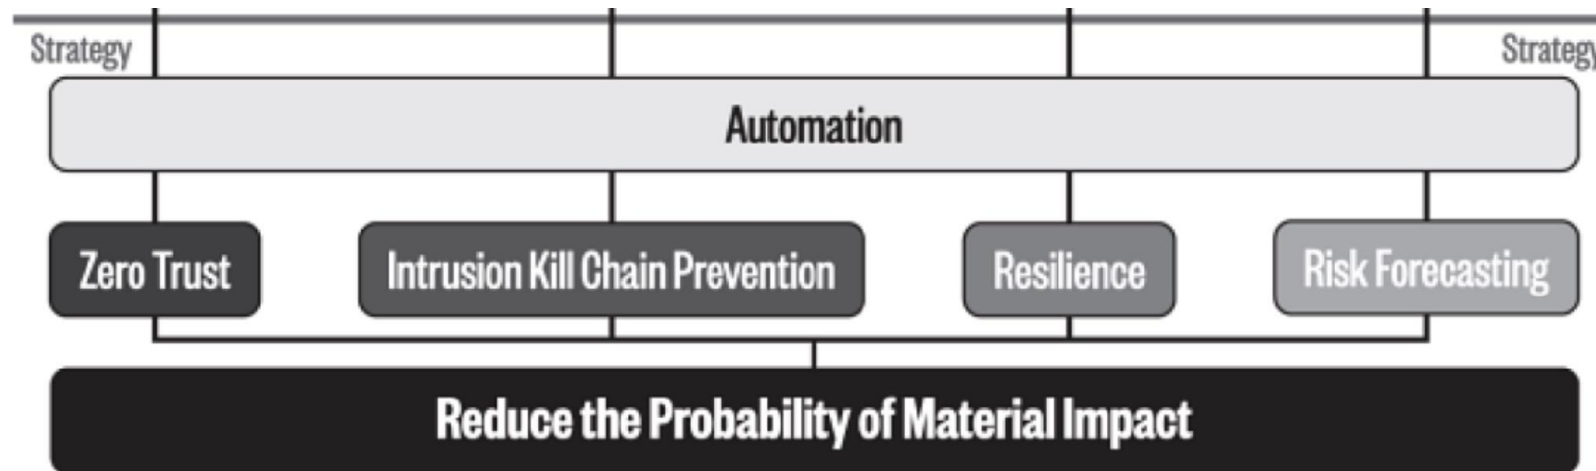 Strategy Strategy
Automation
Zero Trust Intrusion Kill Chain Prevention Resilience Risk Forecasting
Reduce the Probability of Material Impact